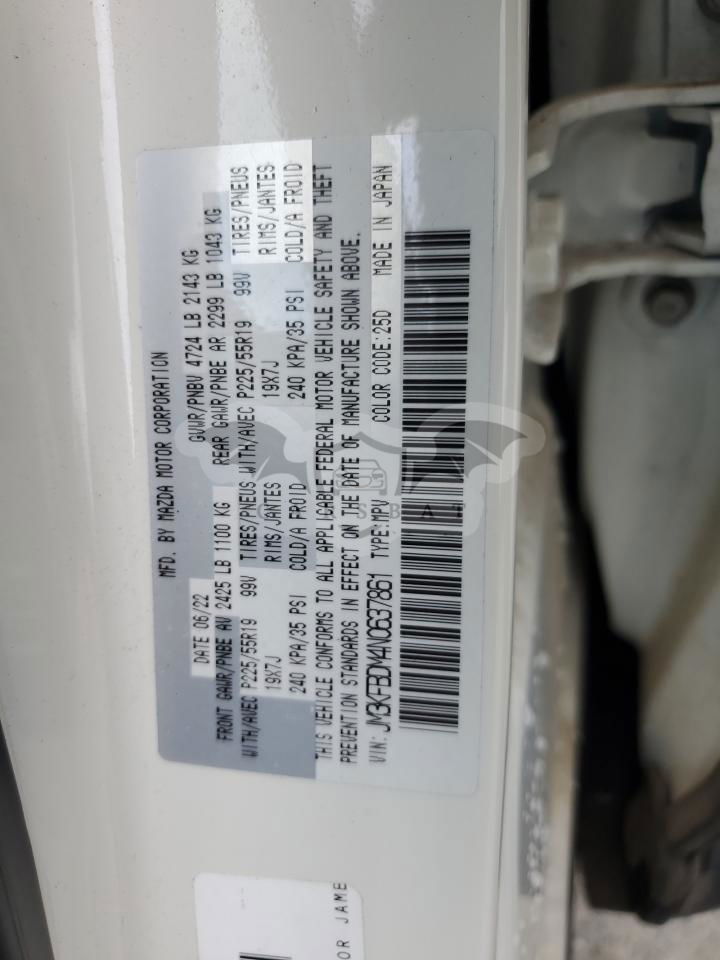 MFD. BY MAZDA MOTOR CORPORATION
DATE 06/22 GVWR/PNBV 4724 LB 2143 KG
FRONT GAWR/PNBE AV 2425 LB 1100 KG REAR GAWR/PNBE AR 2299 LB 1043 KG
WITH/AVEC P225/55R19 99V TIRES/PNEUS WITH/AVEC P225/55R19 99V TIRES/PNEUS
19X7J RIMS/JANTES 19X7J RIMS/JANTES
240 KPA/35 PSI COLD/A FROID 240 KPA/35 PSI COLD/A FROID
THIS VEHICLE CONFORMS TO ALL APPLICABLE FEDERAL MOTOR VEHICLE SAFETY AND THEFT
PREVENTION STANDARDS IN EFFECT ON THE DATE OF MANUFACTURE SHOWN ABOVE.
VIN: JM3KFBDM4N0637861 TYPE:MPV COLOR CODE:25D MADE IN JAPAN
OR JAME